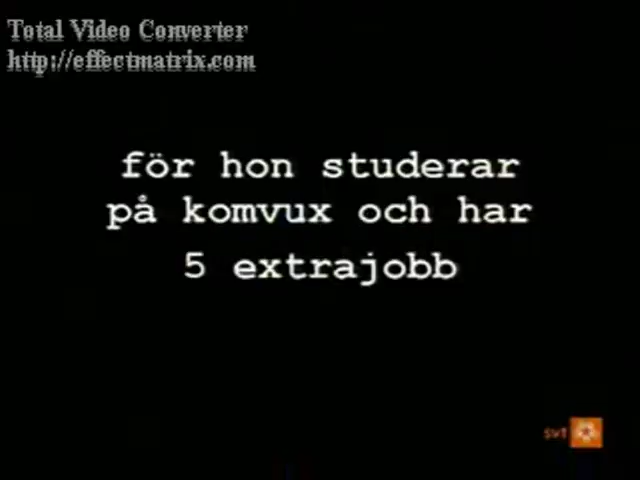 Total Video Converter
http://effectmatrix.com
för hon studerar
på komvux och har
5 extrajobb
svt